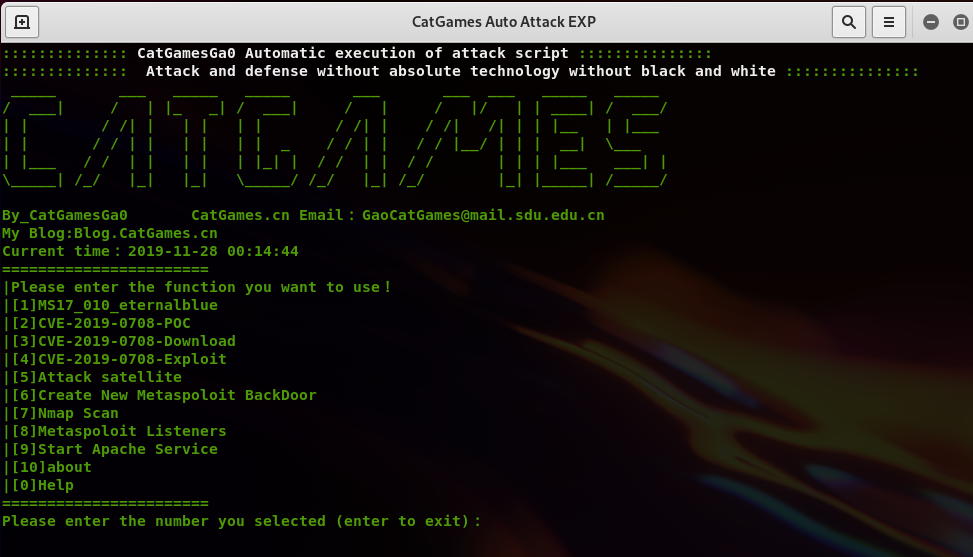 CatGames Auto Attack EXP
:::::::::::::: CatGamesGa0 Automatic execution of attack script :::::::::::::::
::::::::::::::  Attack and defense without absolute technology without black and white :::::::::::::::
CATGAMES
By_CatGamesGa0       CatGames.cn Email：GaoCatGames@mail.sdu.edu.cn
My Blog:Blog.CatGames.cn
Current time：2019-11-28 00:14:44
=======================
|Please enter the function you want to use！
|[1]MS17_010_eternalblue
|[2]CVE-2019-0708-POC
|[3]CVE-2019-0708-Download
|[4]CVE-2019-0708-Exploit
|[5]Attack satellite
|[6]Create New Metaspoloit BackDoor
|[7]Nmap Scan
|[8]Metaspoloit Listeners
|[9]Start Apache Service
|[10]about
|[0]Help
=======================
Please enter the number you selected (enter to exit)：